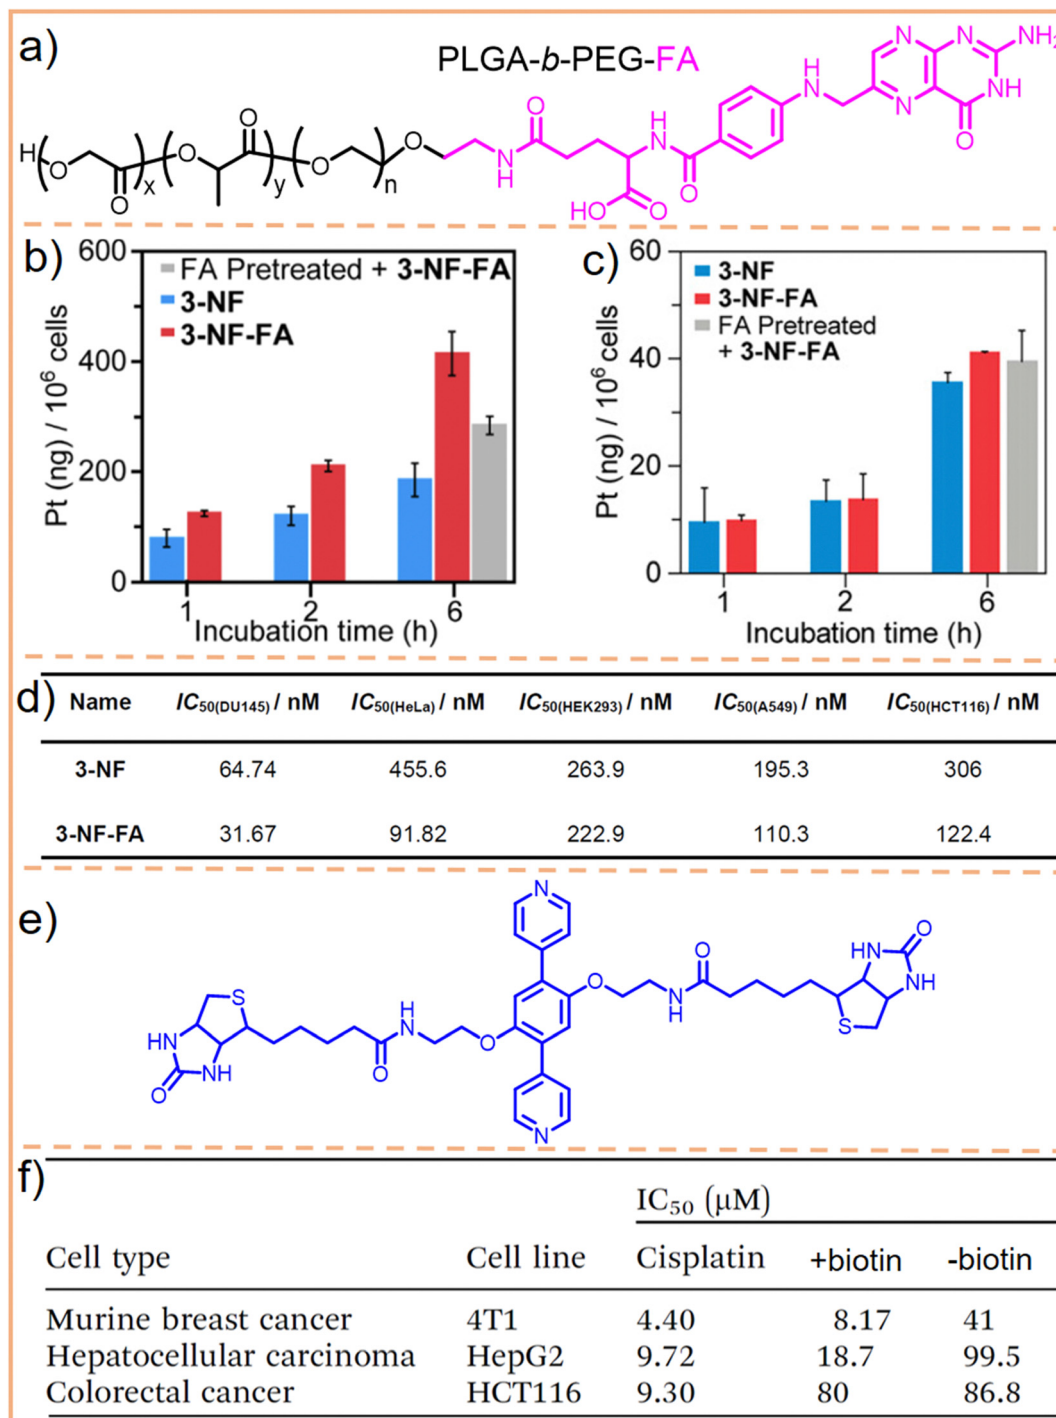 a)
PLGA-b-PEG-FA
H O O x O O y O n O N H O N H O HO O N H N N N N NH2 NH O
b)
600
400
200
0
Pt (ng) / 10⁶ cells
FA Pretreated + 3-NF-FA
3-NF
3-NF-FA
1 2 6
Incubation time (h)
c)
60
40
20
0
Pt (ng) / 10⁶ cells
3-NF
3-NF-FA
FA Pretreated
+ 3-NF-FA
1 2 6
Incubation time (h)
d) Name IC50(DU145) / nM IC50(HeLa) / nM IC50(HEK293) / nM IC50(A549) / nM IC50(HCT116) / nM
3-NF 64.74 455.6 263.9 195.3 306
3-NF-FA 31.67 91.82 222.9 110.3 122.4
e)
N
O
HN
O
O
NH
N
H
S
S
H
N
HN
O
O
NH
O
N
f)
IC50 (μM)
Cell type Cell line Cisplatin +biotin -biotin
Murine breast cancer 4T1 4.40 8.17 41
Hepatocellular carcinoma HepG2 9.72 18.7 99.5
Colorectal cancer HCT116 9.30 80 86.8